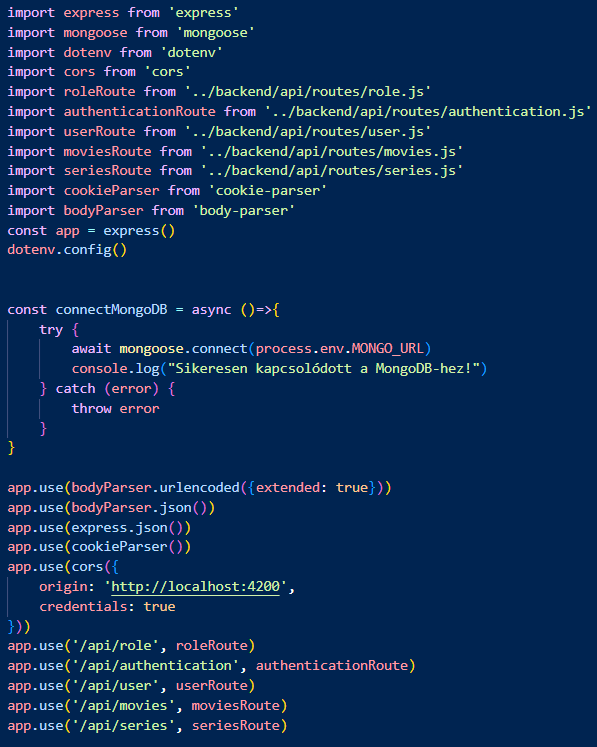 import express from 'express'
import mongoose from 'mongoose'
import dotenv from 'dotenv'
import cors from 'cors'
import roleRoute from '../backend/api/routes/role.js'
import authenticationRoute from '../backend/api/routes/authentication.js'
import userRoute from '../backend/api/routes/user.js'
import moviesRoute from '../backend/api/routes/movies.js'
import seriesRoute from '../backend/api/routes/series.js'
import cookieParser from 'cookie-parser'
import bodyParser from 'body-parser'
const app = express()
dotenv.config()
const connectMongoDB = async ()=>{
    try {
        await mongoose.connect(process.env.MONGO_URL)
        console.log("Sikeresen kapcsolódott a MongoDB-hez!")
    } catch (error) {
        throw error
    }
}
app.use(bodyParser.urlencoded({extended: true}))
app.use(bodyParser.json())
app.use(express.json())
app.use(cookieParser())
app.use(cors({
    origin: 'http://localhost:4200',
    credentials: true
}))
app.use('/api/role', roleRoute)
app.use('/api/authentication', authenticationRoute)
app.use('/api/user', userRoute)
app.use('/api/movies', moviesRoute)
app.use('/api/series', seriesRoute)